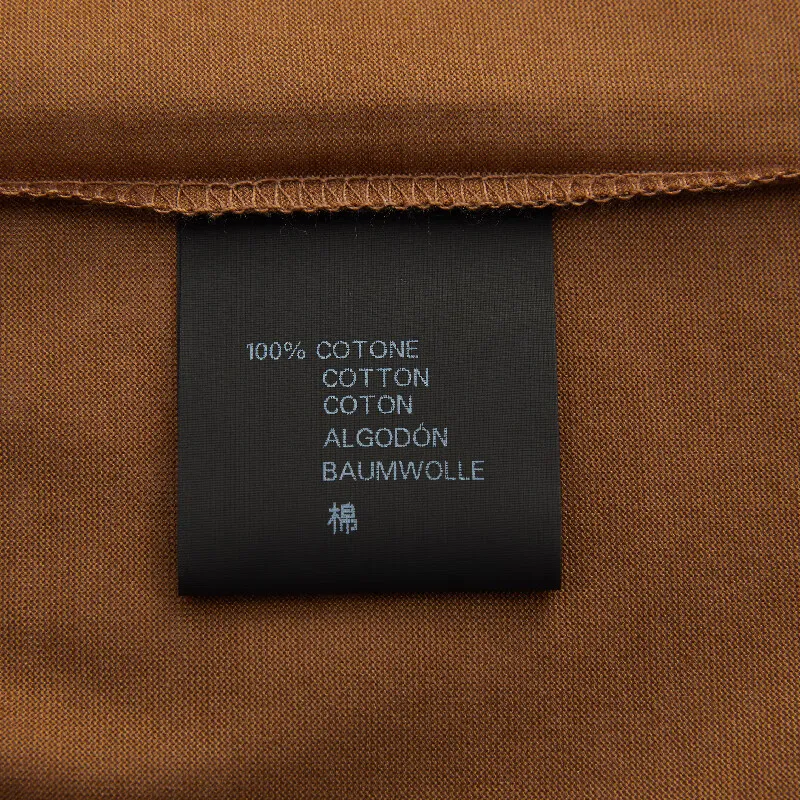 100% COTONE
COTTON
COTON
ALGODÓN
BAUMWOLLE
棉